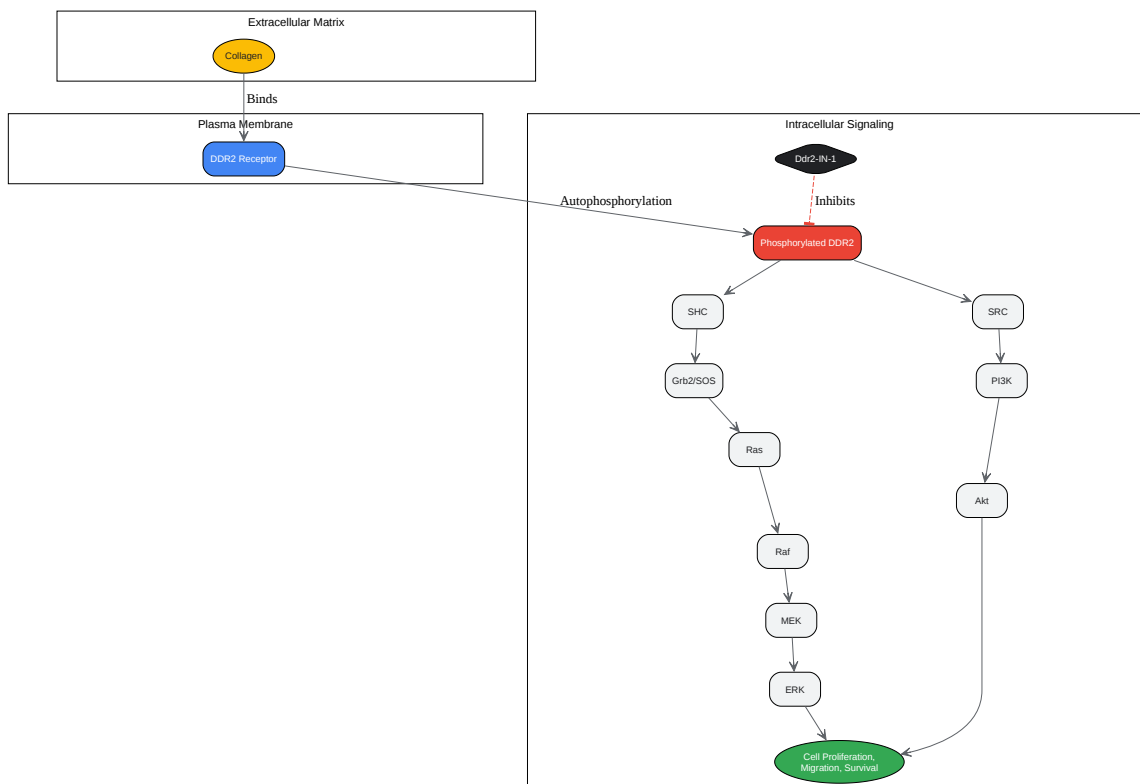 Extracellular Matrix
Collagen
Binds
Plasma Membrane
DDR2 Receptor
Intracellular Signaling
Ddr2-IN-1
Autophosphorylation
Inhibits
Phosphorylated DDR2
SHC
SRC
Grb2/SOS
PI3K
Ras
Akt
Raf
MEK
ERK
Cell Proliferation,
Migration, Survival